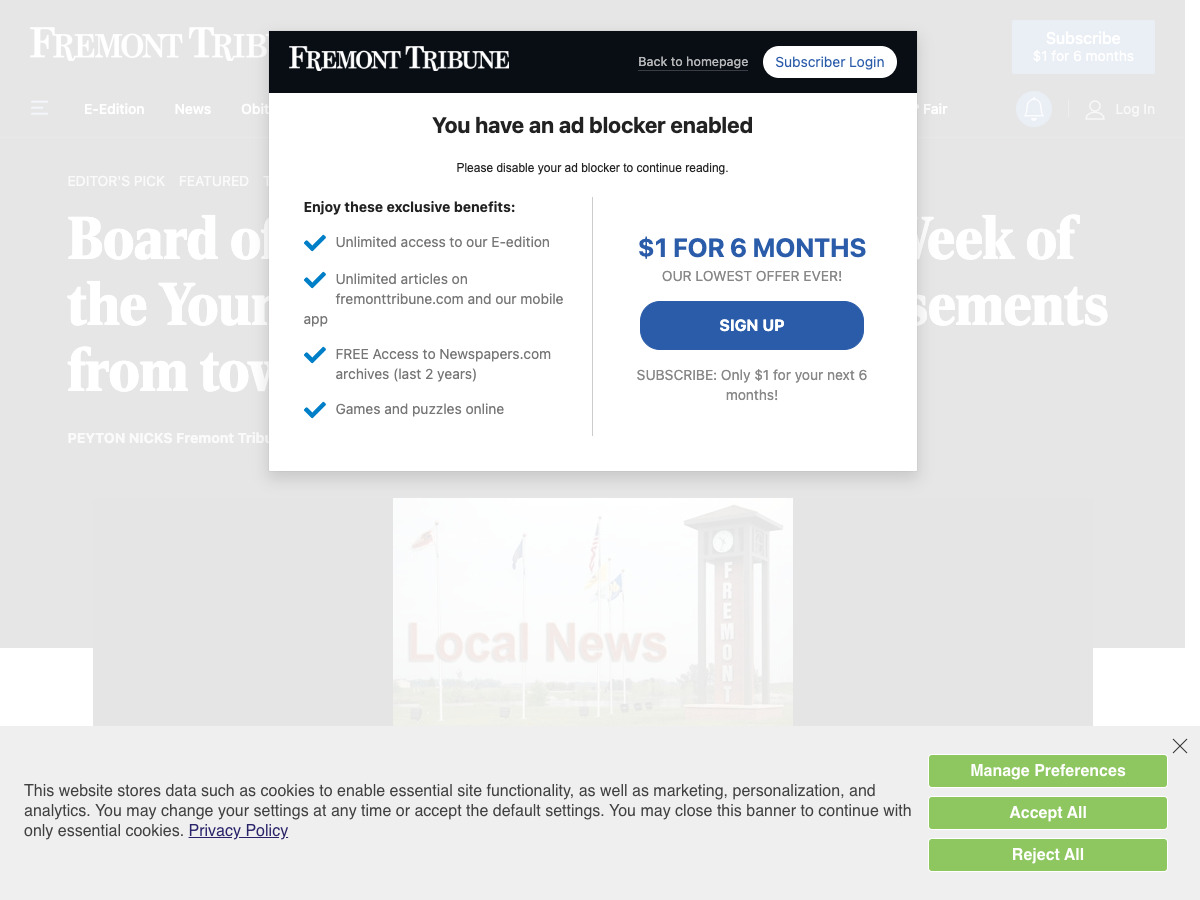 FREMONT TRIB
Subscribe
$1 for 6 months
E-Edition News Obit
Fair
Log In
EDITOR'S PICK FEATURED T
Board of
Week of
the Your
sements
from tow
PEYTON NICKS Fremont Tribu
FREMONT TRIBUNE
Back to homepage
Subscriber Login
You have an ad blocker enabled
Please disable your ad blocker to continue reading.
Enjoy these exclusive benefits:
Unlimited access to our E-edition
Unlimited articles on
fremonttribune.com and our mobile
app
FREE Access to Newspapers.com
archives (last 2 years)
Games and puzzles online
$1 FOR 6 MONTHS
OUR LOWEST OFFER EVER!
SIGN UP
SUBSCRIBE: Only $1 for your next 6
months!
Local News
FREMONT
This website stores data such as cookies to enable essential site functionality, as well as marketing, personalization, and
analytics. You may change your settings at any time or accept the default settings. You may close this banner to continue with
only essential cookies. Privacy Policy
Manage Preferences
Accept All
Reject All